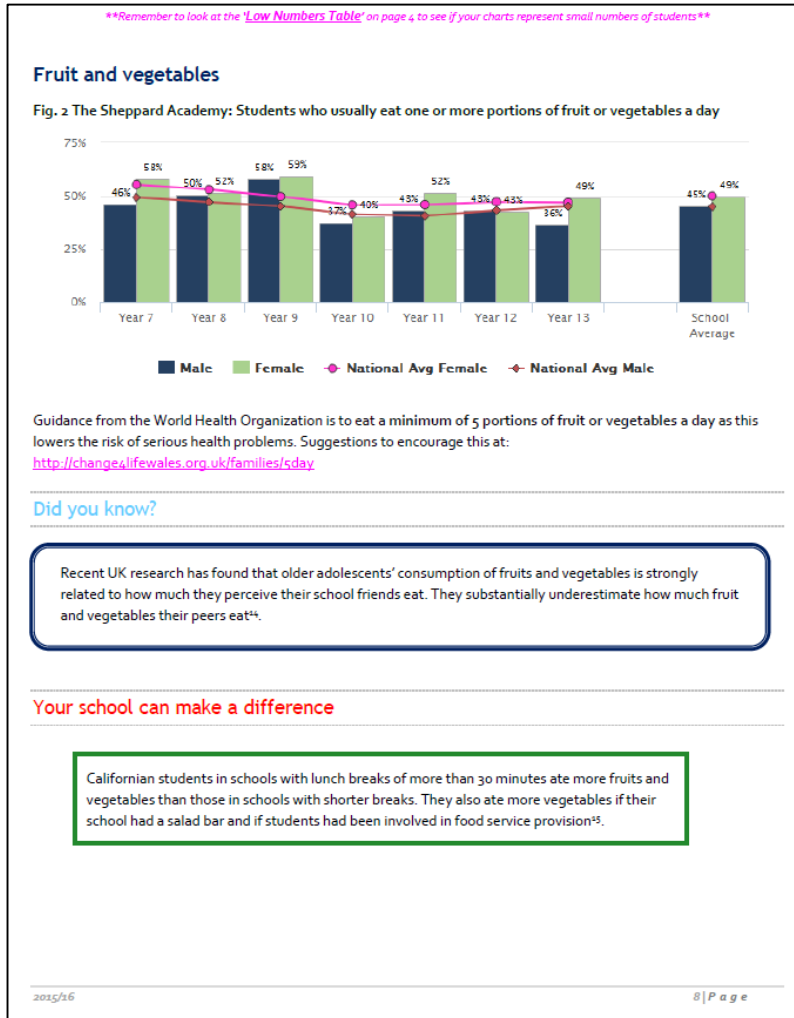 **Remember to look at the 'Low Numbers Table' on page 4 to see if your charts represent small numbers of students**
Fruit and vegetables
Fig. 2 The Sheppard Academy: Students who usually eat one or more portions of fruit or vegetables a day
75%
50%
25%
0%
46% 58% 50% 52% 58% 59% 37% 40% 43% 52% 43% 43% 36% 49% 45% 49%
Year 7 Year 8 Year 9 Year 10 Year 11 Year 12 Year 13 School
Average
Male Female National Avg Female National Avg Male
Guidance from the World Health Organization is to eat a minimum of 5 portions of fruit or vegetables a day as this
lowers the risk of serious health problems. Suggestions to encourage this at:
http://change4lifewales.org.uk/families/5day
Did you know?
Recent UK research has found that older adolescents' consumption of fruits and vegetables is strongly
related to how much they perceive their school friends eat. They substantially underestimate how much fruit
and vegetables their peers eat¹⁴.
Your school can make a difference
Californian students in schools with lunch breaks of more than 30 minutes ate more fruits and
vegetables than those in schools with shorter breaks. They also ate more vegetables if their
school had a salad bar and if students had been involved in food service provision¹⁵.
2015/16 8 | P a g e